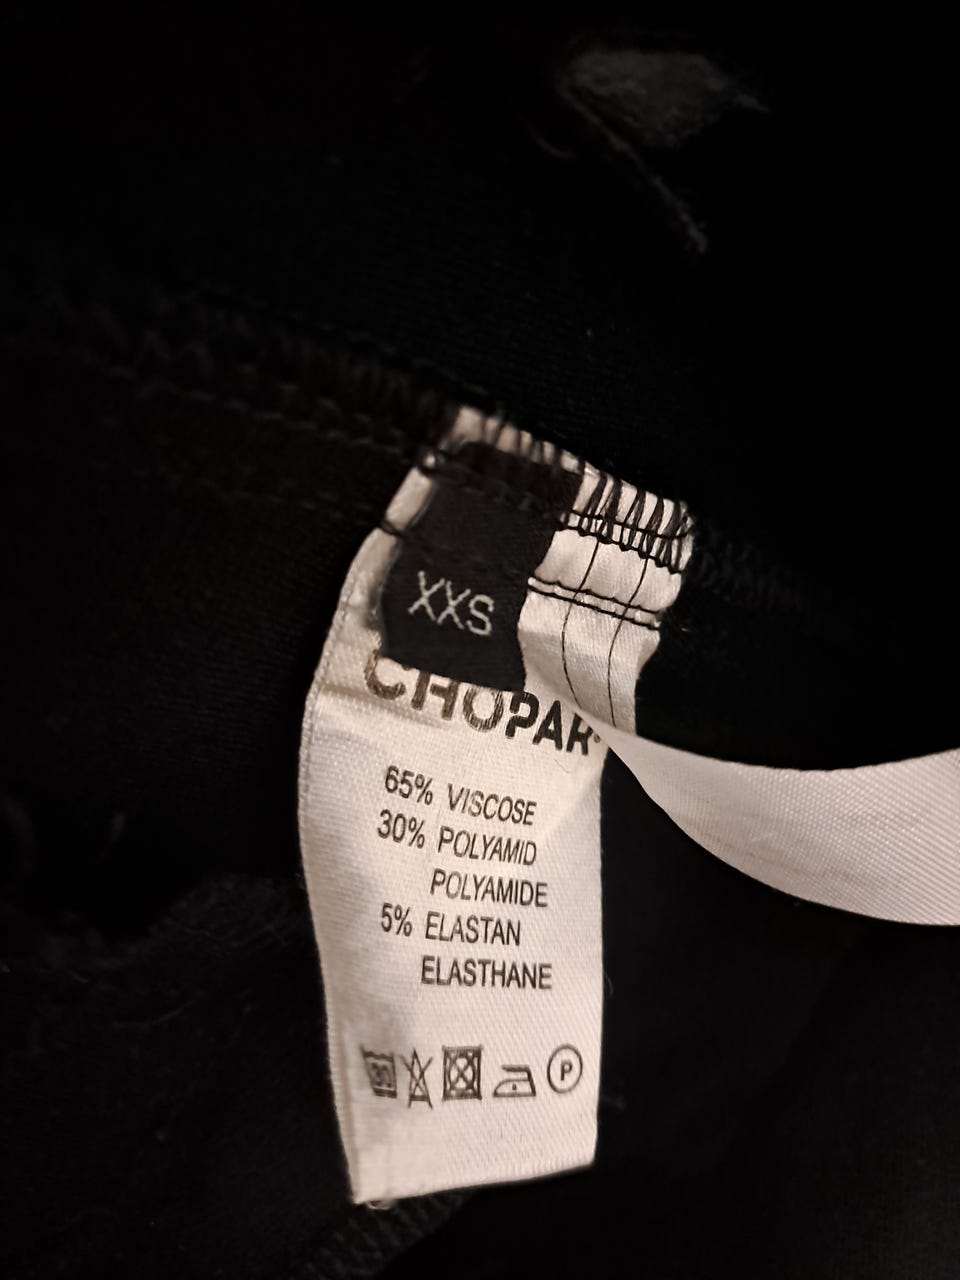 XXS
CHOPAR
65% VISCOSE
30% POLYAMID
POLYAMIDE
5% ELASTAN
ELASTHANE
P